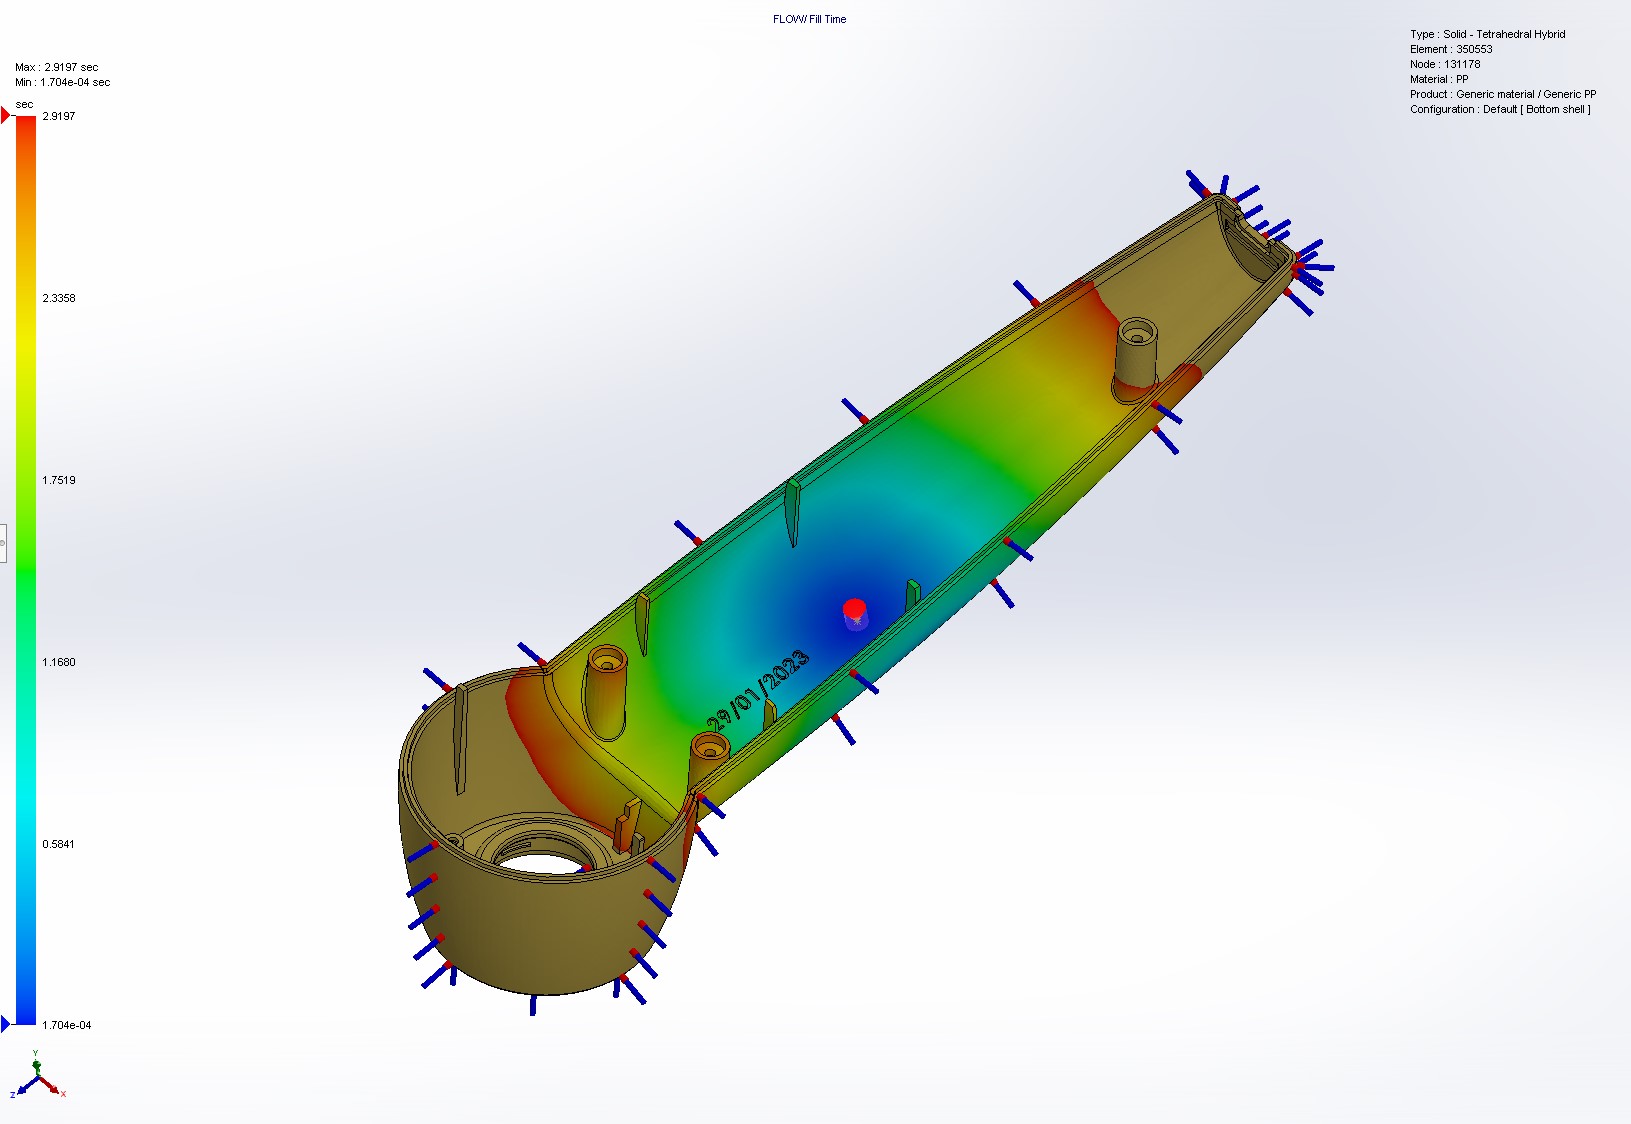 FLOW/ Fill Time
Type : Solid - Tetrahedral Hybrid
Element : 350553
Node : 131178
Material : PP
Product : Generic material / Generic PP
Configuration : Default [ Bottom shell ]
Max : 2.9197 sec
Min : 1.704e-04 sec
sec
2.9197
2.3358
1.7519
1.1680
0.5841
1.704e-04
29/01/2023
Y
Z
X